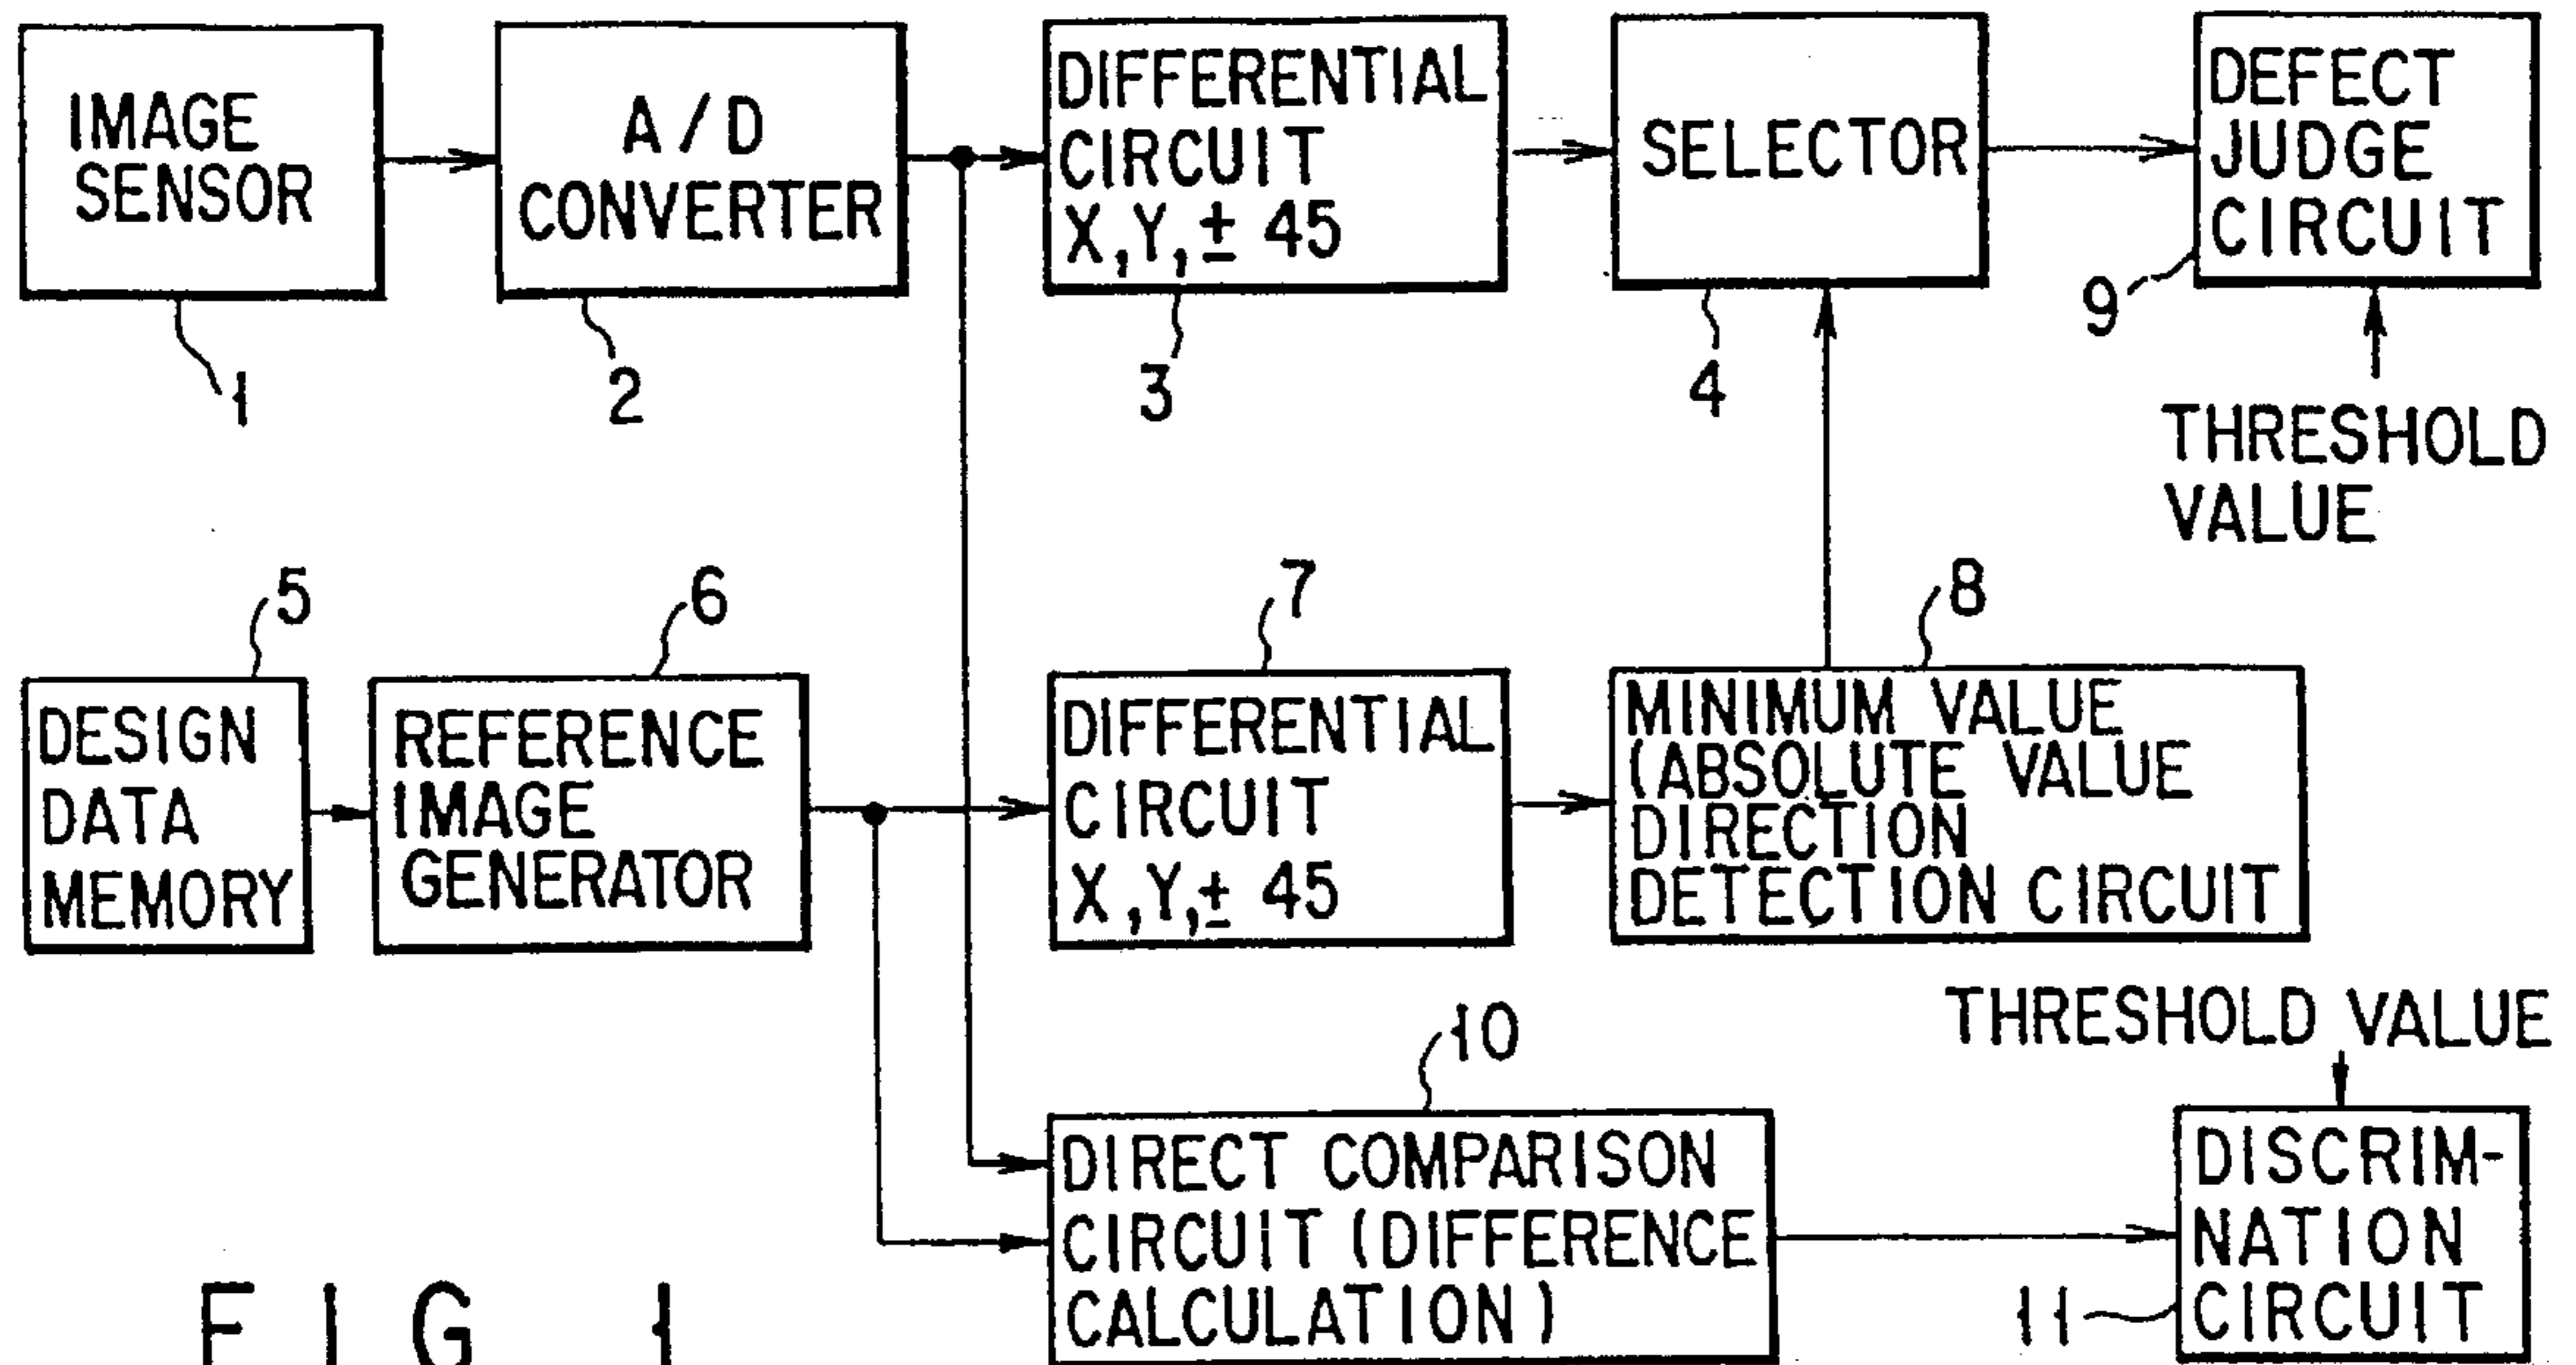 IMAGE
SENSOR
1
A/D
CONVERTER
2
DIFFERENTIAL
CIRCUIT
X,Y,± 45
3
SELECTOR
4
DEFECT
JUDGE
CIRCUIT
9
THRESHOLD
VALUE
5
DESIGN
DATA
MEMORY
6
REFERENCE
IMAGE
GENERATOR
7
DIFFERENTIAL
CIRCUIT
X,Y,± 45
8
MINIMUM VALUE
(ABSOLUTE VALUE
DIRECTION
DETECTION CIRCUIT
10
DIRECT COMPARISON
CIRCUIT (DIFFERENCE
CALCULATION)
THRESHOLD VALUE
DISCRIM-
NATION
CIRCUIT
11
FIG. 1